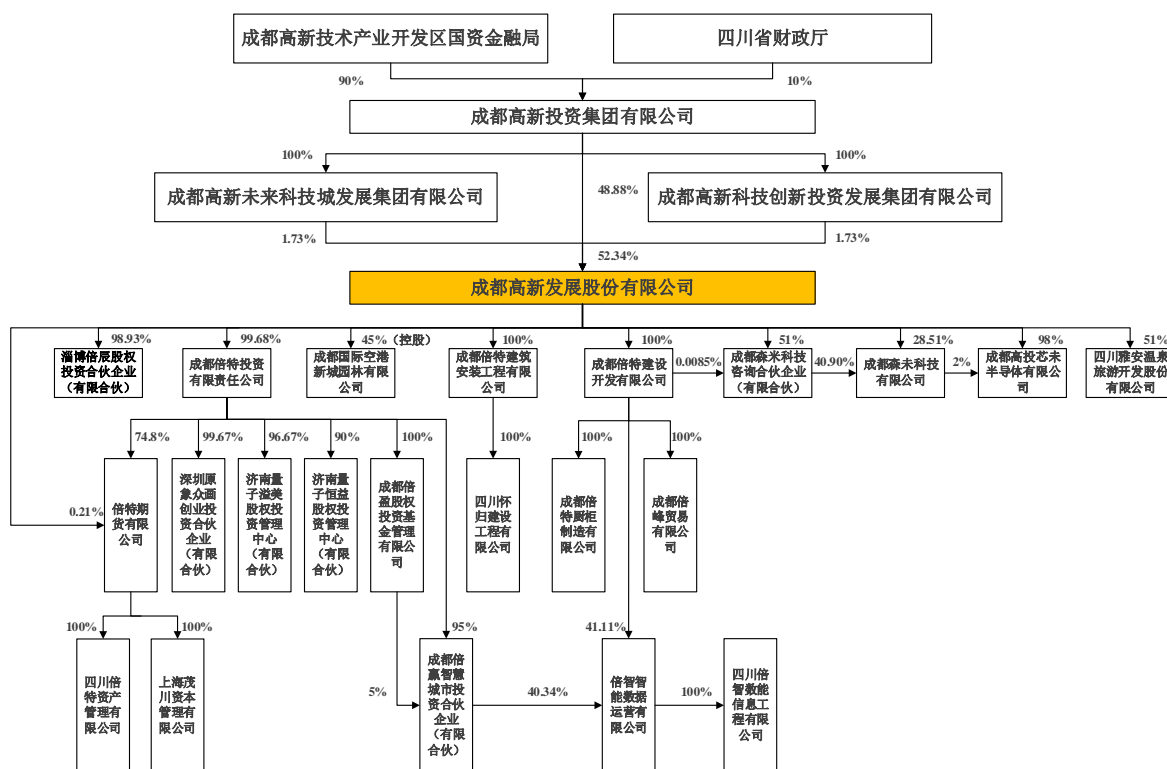 成都高新技术产业开发区国资金融局
四川省财政厅
90%
10%
成都高新投资集团有限公司
100%
100%
成都高新未来科技城发展集团有限公司
48.88%
成都高新科技创新投资发展集团有限公司
1.73%
1.73%
52.34%
成都高新发展股份有限公司
98.93%
99.68%
45%(控股)
100%
100%
51%
28.51%
98%
51%
淄博倍辰股权
投资合伙企业
（有限合伙）
成都倍特投资
有限责任公司
成都国际空港
新城园林有限
公司
成都倍特建筑
安装工程有限
公司
成都倍特建设
开发有限公司
0.0085%
成都森米科技
咨询合伙企业
（有限合伙）
40.90%
成都森未科技
有限公司
2%
成都高投芯未
半导体有限公
司
四川雅安温泉
旅游开发股份
有限公司
74.8%
99.67%
96.67%
90%
100%
100%
100%
100%
0.21%
倍特期
货有限
公司
深圳原
象众画
创业投
资合伙
企业
（有限
合伙）
济南量
子溢美
股权投
资管理
中心
（有限
合伙）
济南量
子恒益
股权投
资管理
中心
（有限
合伙）
成都倍
盈股权
投资基
金管理
有限公
司
四川怀
归建设
工程有
限公司
成都倍
特厨柜
制造有
限公司
成都倍
峰贸易
有限公
司
100%
100%
95%
41.11%
四川倍
特资产
管理有
限公司
上海茂
川资本
管理有
限公司
5%
成都倍
赢智慧
城市投
资合伙
企业
（有限
合伙）
40.34%
倍智智
能数据
运营有
限公司
100%
四川倍
智数能
信息工
程有限
公司